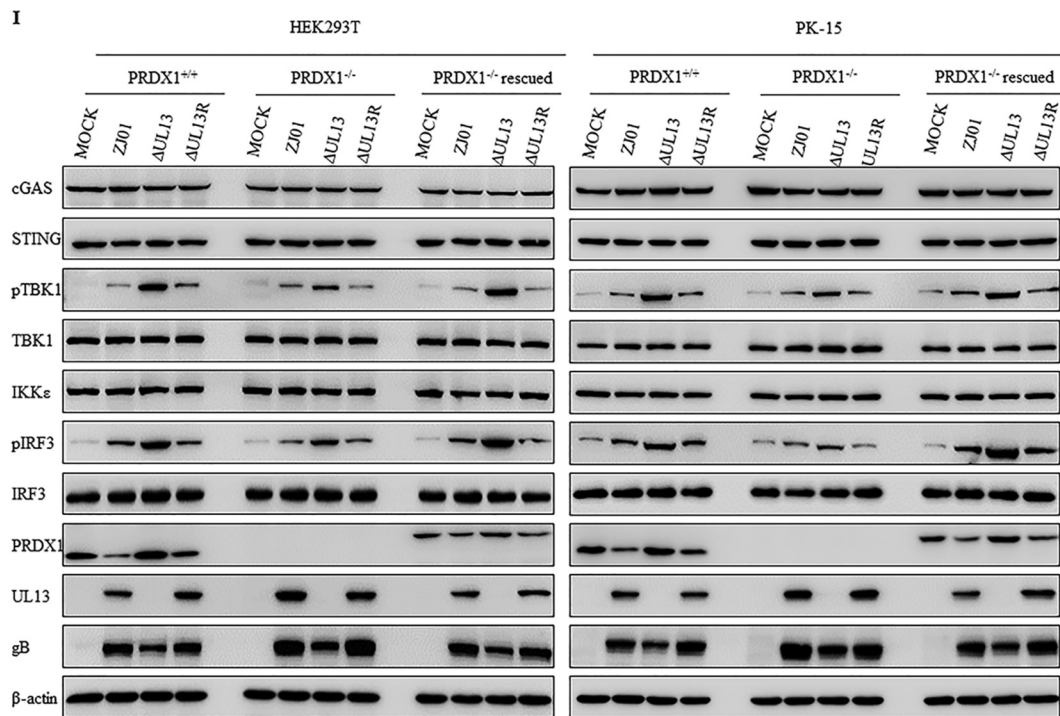 I
HEK293T PK-15
PRDX1+/+ PRDX1-/- PRDX1-/- rescued PRDX1+/+ PRDX1-/- PRDX1-/- rescued
MOCK ZJ01 ΔUL13 ΔUL13R MOCK ZJ01 ΔUL13 ΔUL13R MOCK ZJ01 ΔUL13 ΔUL13R MOCK ZJ01 ΔUL13 ΔUL13R MOCK ZJ01 ΔUL13 UL13R MOCK ZJ01 ΔUL13 ΔUL13R
cGAS
STING
pTBK1
TBK1
IKKε
pIRF3
IRF3
PRDX1
UL13
gB
β-actin